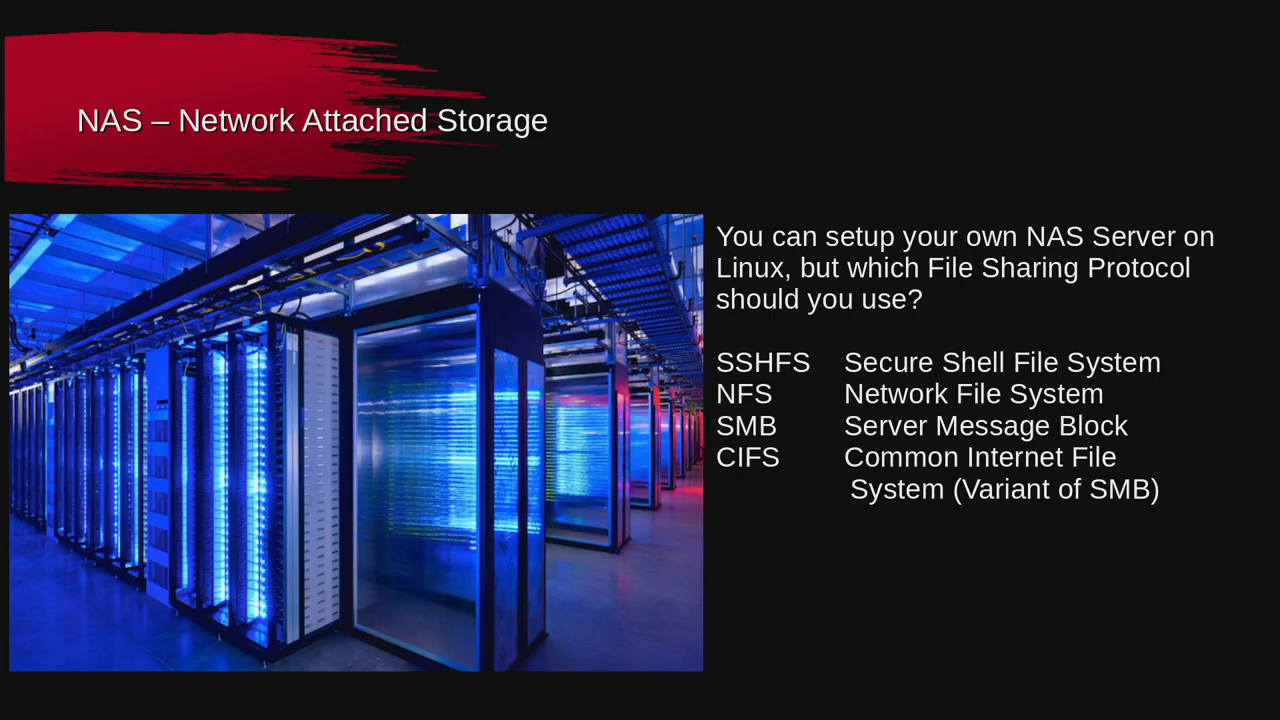 NAS – Network Attached Storage
You can setup your own NAS Server on
Linux, but which File Sharing Protocol
should you use?
SSHFS Secure Shell File System
NFS Network File System
SMB Server Message Block
CIFS Common Internet File
System (Variant of SMB)